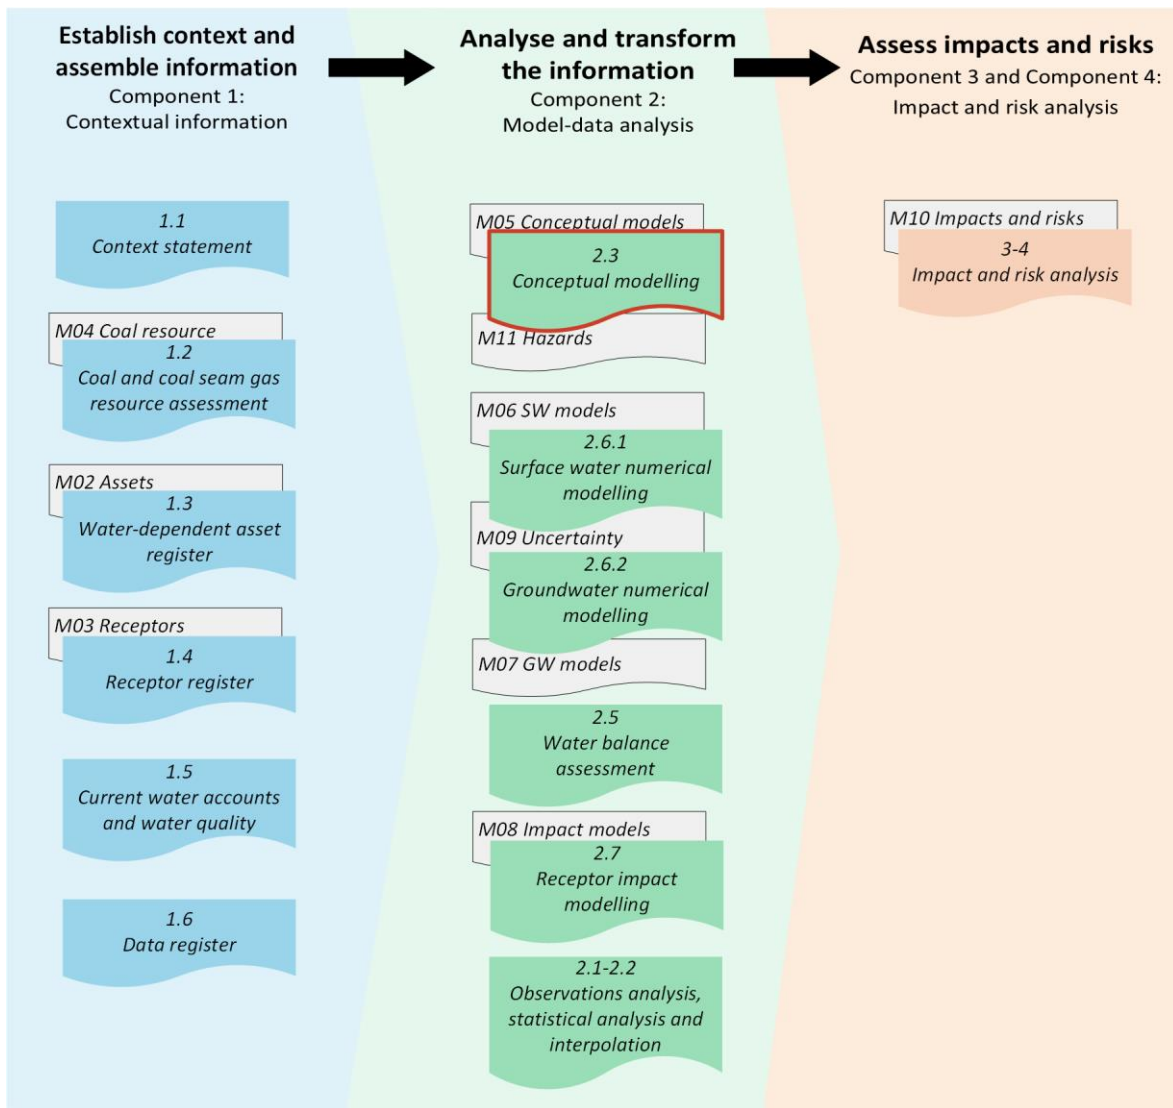 Establish context and
assemble information
Component 1:
Contextual information
Analyse and transform
the information
Component 2:
Model-data analysis
Assess impacts and risks
Component 3 and Component 4:
Impact and risk analysis
1.1
Context statement
M04 Coal resource
1.2
Coal and coal seam gas
resource assessment
M02 Assets
1.3
Water-dependent asset
register
M03 Receptors
1.4
Receptor register
1.5
Current water accounts
and water quality
1.6
Data register
M05 Conceptual models
2.3
Conceptual modelling
M11 Hazards
M06 SW models
2.6.1
Surface water numerical
modelling
M09 Uncertainty
2.6.2
Groundwater numerical
modelling
M07 GW models
2.5
Water balance
assessment
M08 Impact models
2.7
Receptor impact
modelling
2.1-2.2
Observations analysis,
statistical analysis and
interpolation
M10 Impacts and risks
3-4
Impact and risk analysis